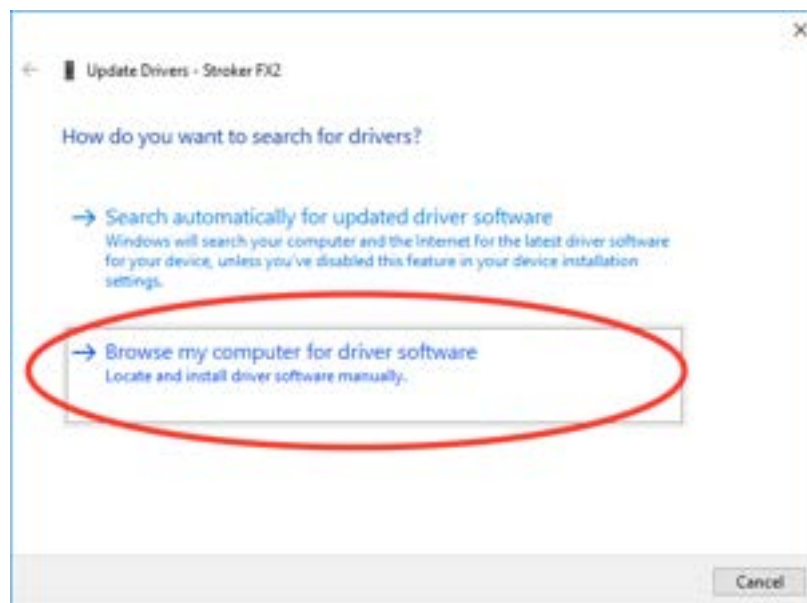 Update Drivers - Stroker FX2
How do you want to search for drivers?
Search automatically for updated driver software
Windows will search your computer and the Internet for the latest driver software
for your device, unless you've disabled this feature in your device installation
settings.
Browse my computer for driver software
Locate and install driver software manually.
Cancel